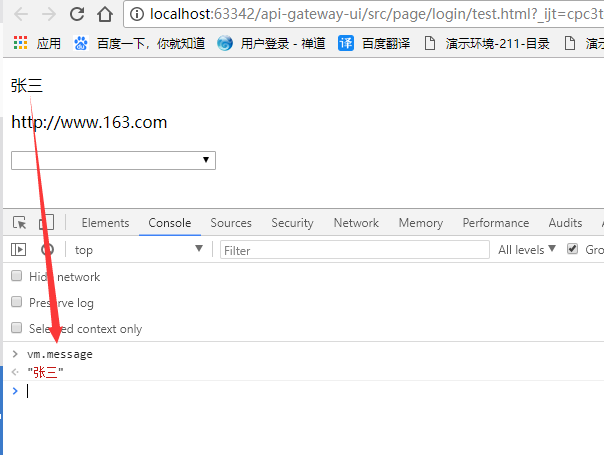 localhost:63342/api-gateway-ui/src/page/login/test.html?_ijt=cpc3t
应用 百度一下，你就知道 用户登录 - 禅道 译 百度翻译 演示环境-211-目录 演示
张三
http://www.163.com
Elements Console Sources Security Network Memory Performance Audits
top Filter All levels Gro
Hide network
Preserve log
Selected context only
> vm.message
"张三"
>